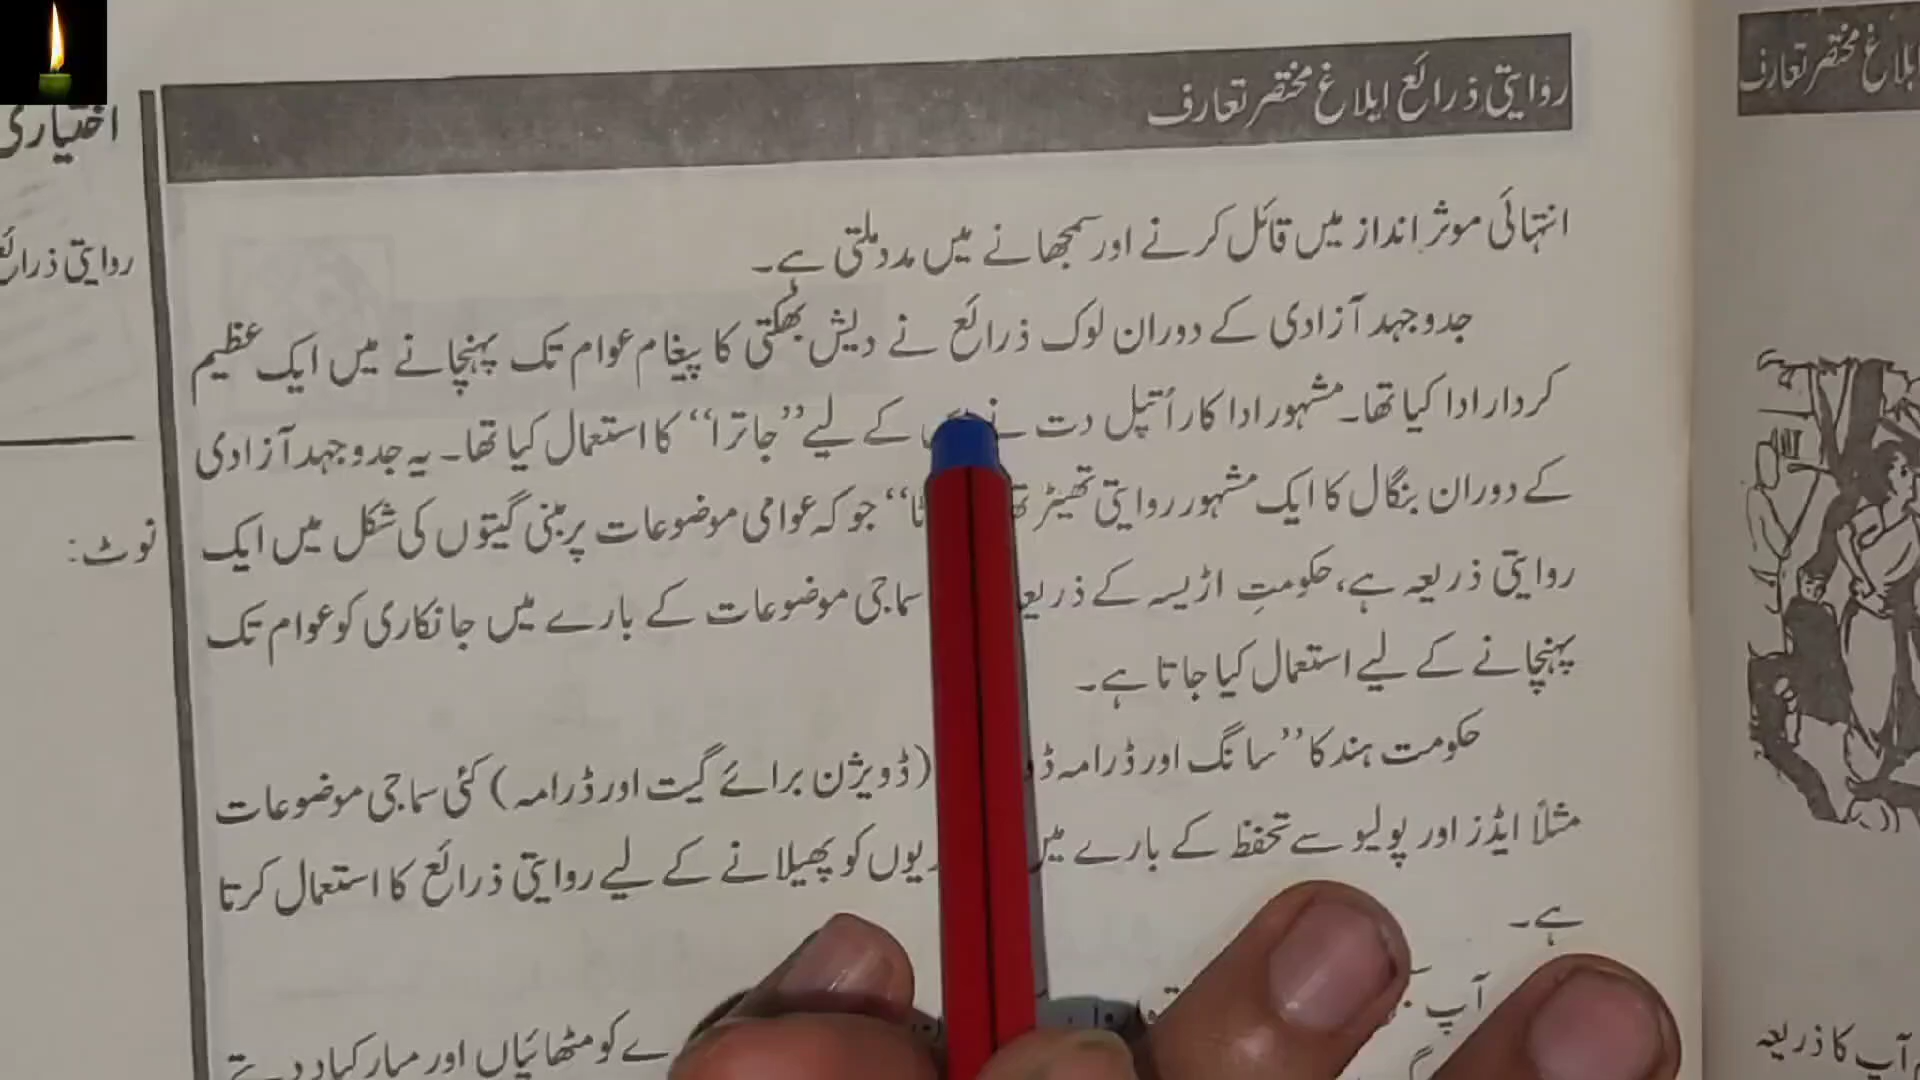 روایتی ذرائع ابلاغ مختصر تعارف
انتہائی موثر انداز میں قائل کرنے اور سمجھانے میں مدد ملتی ہے۔
جدوجہد آزادی کے دوران لوک ذرائع نے دیش بھکتی کا پیغام عوام تک پہنچانے میں ایک عظیم
کردار ادا کیا تھا۔ مشہور ادا کار اُتپل دت نے کے لیے ”جاترا“ کا استعمال کیا تھا۔ یہ جدوجہد آزادی
کے دوران بنگال کا ایک مشہور روایتی تھیٹر جو کہ عوامی موضوعات پر مبنی گیتوں کی شکل میں ایک
روایتی ذریعہ ہے، حکومتِ اڑیسہ کے ذریعہ سماجی موضوعات کے بارے میں جانکاری کو عوام تک
پہنچانے کے لیے استعمال کیا جاتا ہے۔
حکومت ہند کا ”سانگ اور ڈرامہ (ڈویژن برائے گیت اور ڈرامہ) کئی سماجی موضوعات
مثلاً ایڈز اور پولیو سے تحفظ کے بارے میں کو پھیلانے کے لیے روایتی ذرائع کا استعمال کرتا
ہے۔
آپ
کو مٹھائیاں اور مبارکباد دیتے
اختیاری
روایتی ذرائع
نوٹ:
ابلاغ مختصر تعارف
آپ کا ذریعہ